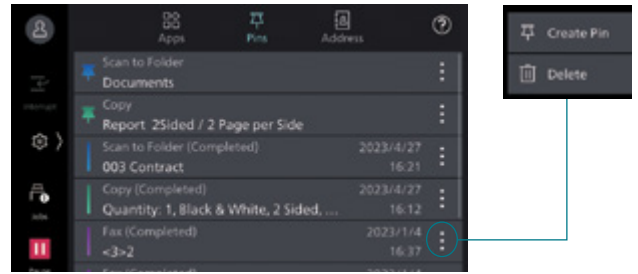 Apps
Pins
Address
Create Pin
Delete
Scan to Folder
Documents
Copy
Report 2Sided / 2 Page per Side
Scan to Folder (Completed) 2023/4/27
003 Contract 16:21
Copy (Completed) 2023/4/27
Quantity: 1, Black & White, 2 Sided, ... 16:12
Fax (Completed) 2023/1/4
<3>2 16:37
Jobs